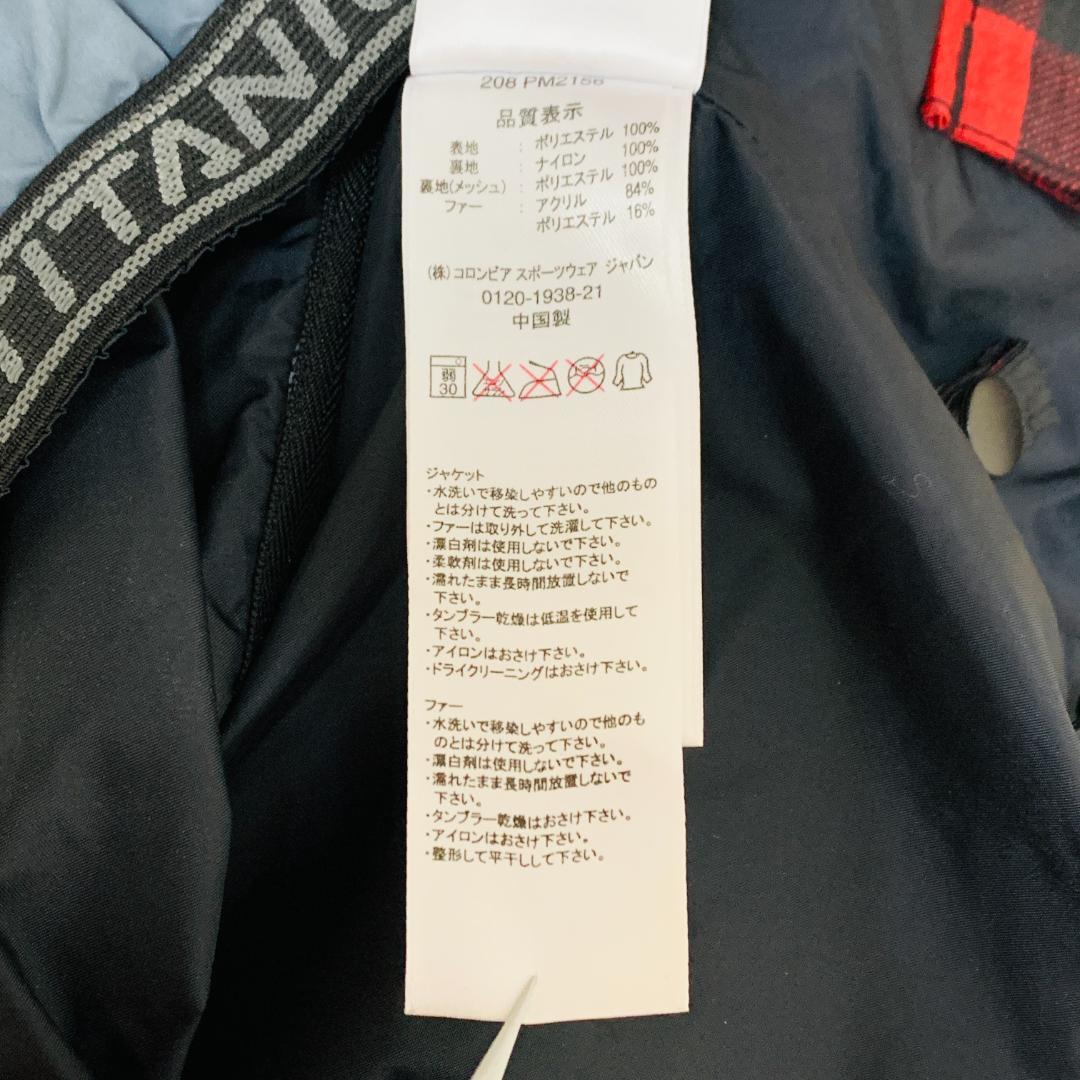 TITANIU
208 PM2156
品質表示
表地 : ポリエステル 100%
裏地 : ナイロン 100%
裏地(メッシュ) : ポリエステル 100%
ファー : アクリル 84%
ポリエステル 16%
(株) コロンビア スポーツウェア ジャパン
0120-1938-21
中国製
弱
30
ジャケット
・水洗いで移染しやすいので他のもの
とは分けて洗って下さい。
・ファーは取り外して洗濯して下さい。
・漂白剤は使用しないで下さい。
・柔軟剤は使用しないで下さい。
・濡れたまま長時間放置しないで
下さい。
・タンブラー乾燥は低温を使用して
下さい。
・アイロンはおさけ下さい。
・ドライクリーニングはおさけ下さい。
ファー
・水洗いで移染しやすいので他のも
のとは分けて洗って下さい。
・漂白剤は使用しないで下さい。
・濡れたまま長時間放置しないで
下さい。
・タンブラー乾燥はおさけ下さい。
・アイロンはおさけ下さい。
・整形して平干しして下さい。